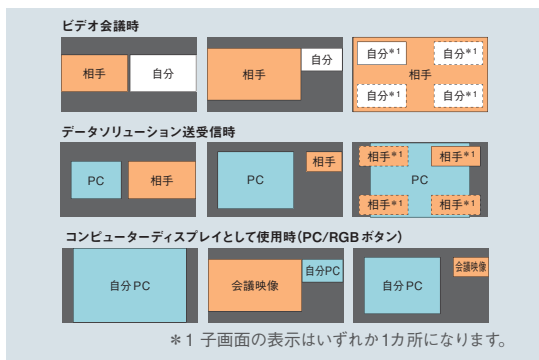 ビデオ会議時
相手 自分
相手 自分
自分*1 自分*1
相手
自分*1 自分*1
データソリューション送受信時
PC 相手
PC 相手
相手*1 相手*1
PC
相手*1 相手*1
コンピューターディスプレイとして使用時(PC/RGBボタン)
自分PC
会議映像 自分PC
自分PC 会議映像
*1 子画面の表示はいずれか1カ所になります。